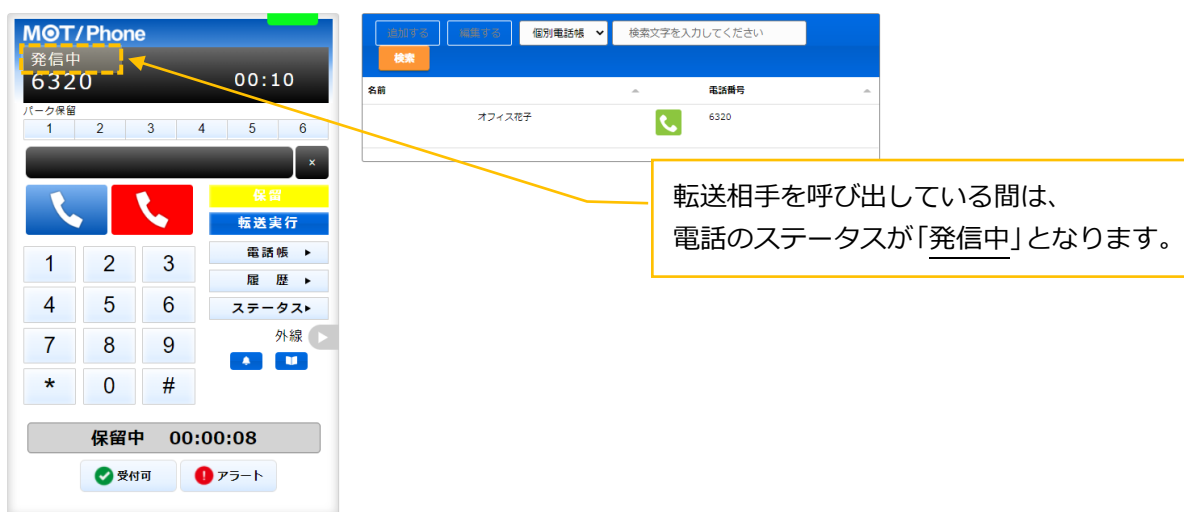 MOT/Phone
発信中
6320 00:10
パーク保留
1 2 3 4 5 6
×
保留
転送実行
電話帳 ▶
履 歴 ▶
ステータス▶
外線
1 2 3
4 5 6
7 8 9
* 0 #
保留中 00:00:08
受付可 アラート
追加する 編集する 個別電話帳 検索文字を入力してください
検索
名前 電話番号
オフィス花子 6320
転送相手を呼び出している間は、
電話のステータスが「発信中」となります。